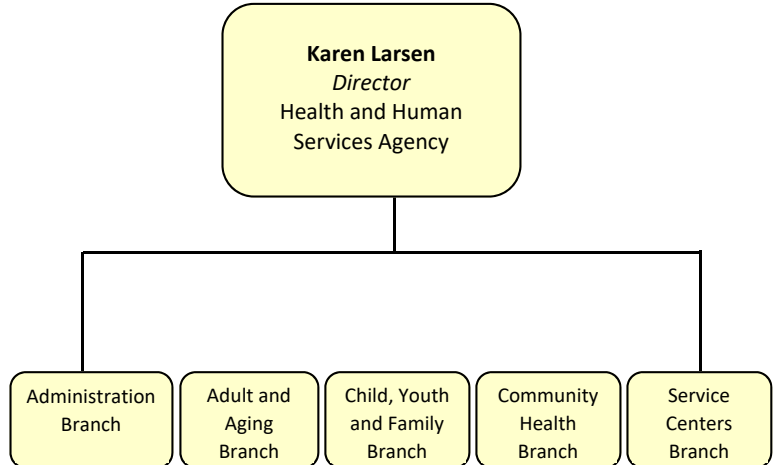 Karen Larsen
Director
Health and Human
Services Agency
Administration
Branch
Adult and
Aging
Branch
Child, Youth
and Family
Branch
Community
Health
Branch
Service
Centers
Branch